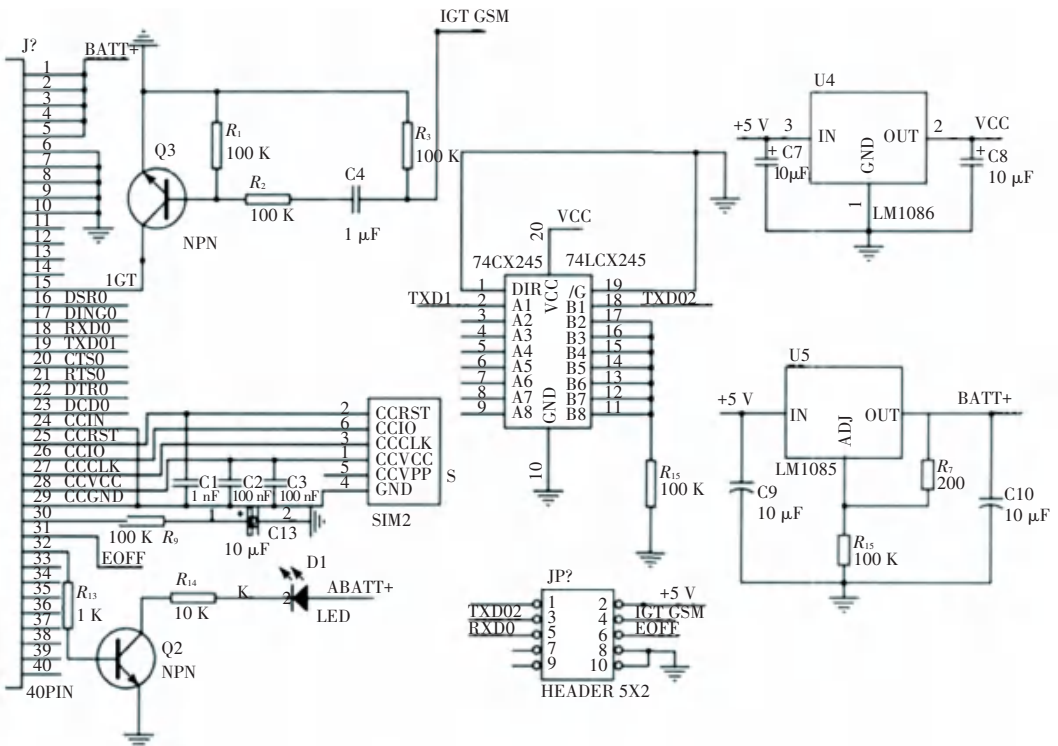 IGT GSM
J?
BATT+
1
2
3
4
5
6
7
8
9
10
11
12
13
14
15 1GT
16 DSR0
17 DING0
18 RXD0
19 TXD01
20 CTS0
21 RTS0
22 DTR0
23 DCD0
24 CCIN
25 CCRST
26 CCIO
27 CCCLK
28 CCVCC
29 CCGND
30
31
32
33
34
35
36
37
38
39
40
40PIN
Q3
NPN
R1
100 K
R2
100 K
C4
1 μF
R3
100 K
EOFF
100 K R9
C1
1 nF
C2
100 nF
C3
100 nF
1
+
2
C13
10 μF
2 CCRST
6 CCIO
3 CCCLK
1 CCVCC
5 CCVPP
4 GND
S
SIM2
R13
1 K
R14
10 K
K
2
D1
LED
ABATT+
Q2
NPN
VCC
20
74CX245 74LCX245
TXD1
TXD02
1 DIR VCC /G 19
2 A1 B1 18
3 A2 B2 17
4 A3 B3 16
5 A4 B4 15
6 A5 B5 14
7 A6 B6 13
8 A7 B7 12
9 A8 GND B8 11
10
R15
100 K
JP?
1 2 +5 V
TXD02 3 4 IGT GSM
RXD0 5 6 EOFF
7 8
9 10
HEADER 5X2
U4
+5 V 3 IN OUT 2 VCC
GND
1
LM1086
+ C7
10μF
+ C8
10 μF
U5
+5 V IN OUT BATT+
ADJ
LM1085
C9
10 μF
R7
200
R15
100 K
C10
10 μF